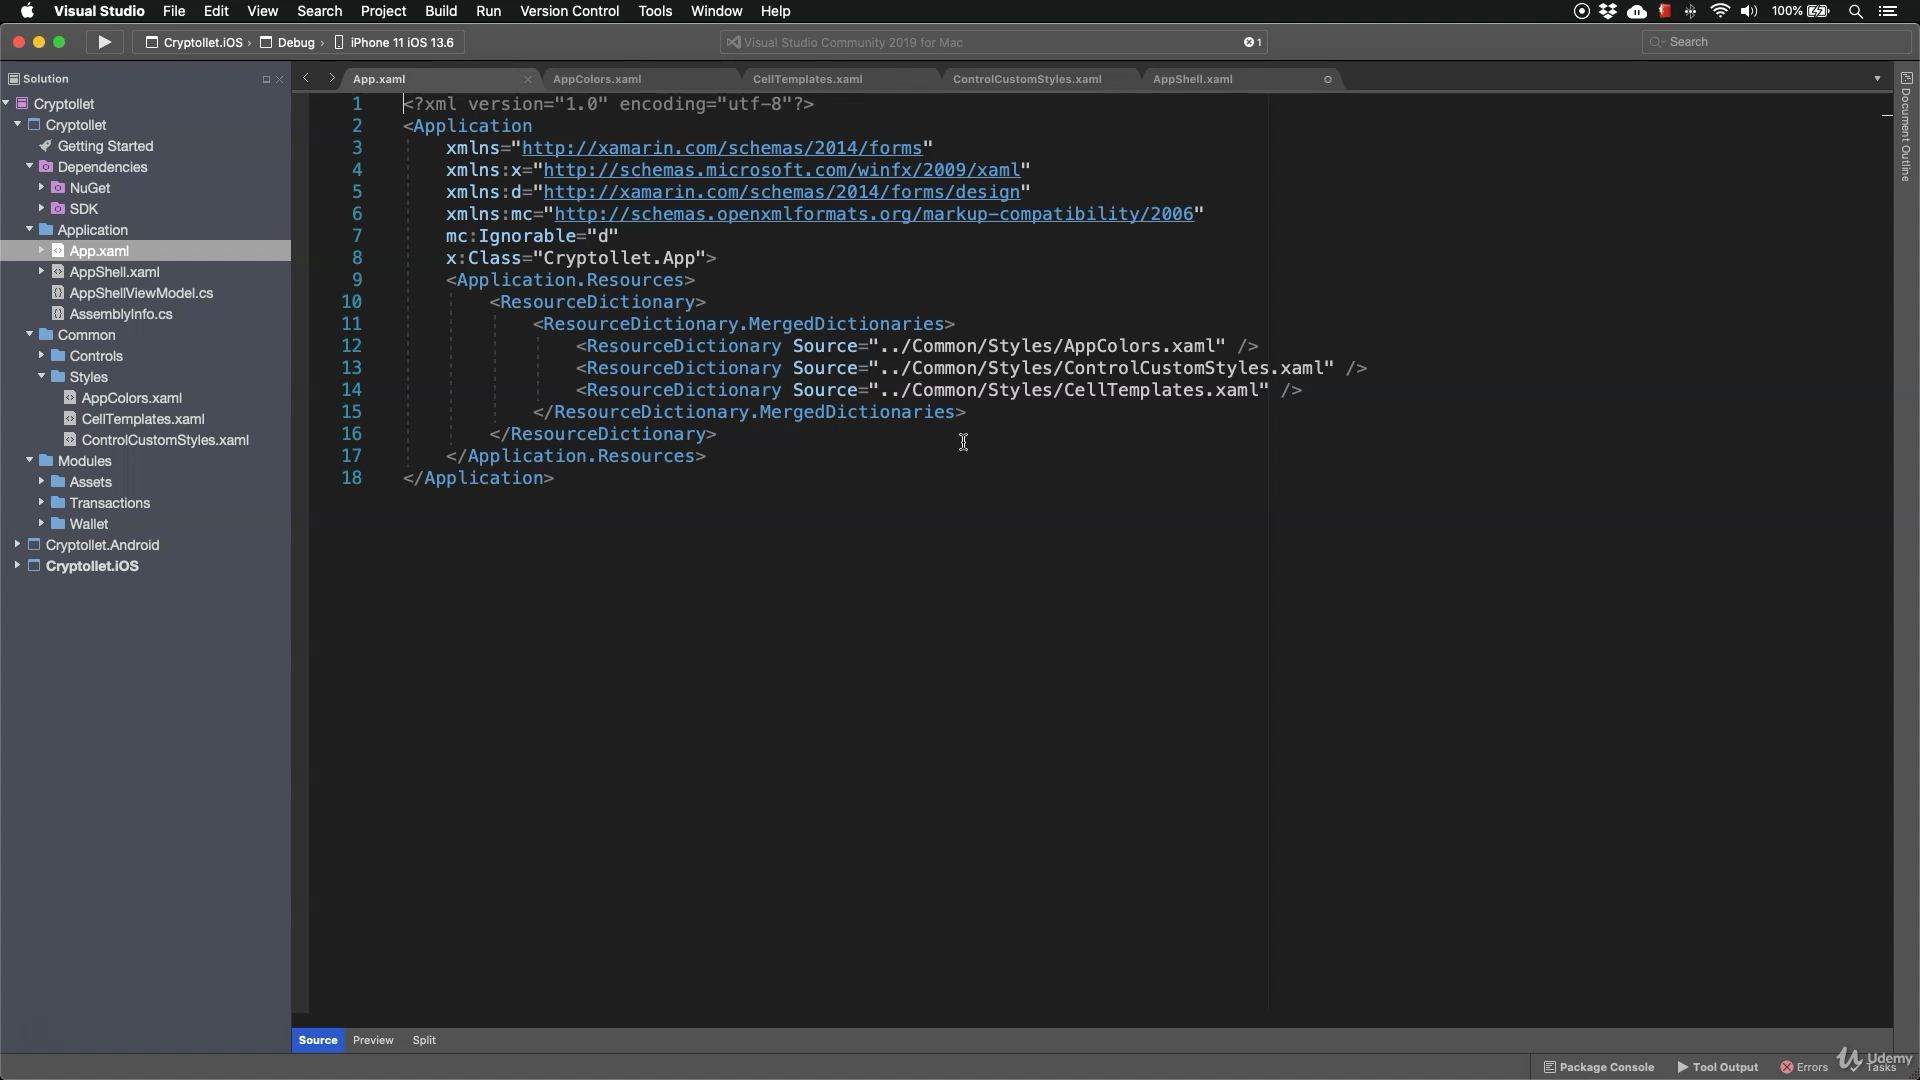 Visual Studio File Edit View Search Project Build Run Version Control Tools Window Help 100%
Cryptollet.iOS › Debug › iPhone 11 iOS 13.6 Visual Studio Community 2019 for Mac 1 Search
Solution App.xaml AppColors.xaml CellTemplates.xaml ControlCustomStyles.xaml AppShell.xaml
Cryptollet
Cryptollet
Getting Started
Dependencies
NuGet
SDK
Application
App.xaml
AppShell.xaml
AppShellViewModel.cs
AssemblyInfo.cs
Common
Controls
Styles
AppColors.xaml
CellTemplates.xaml
ControlCustomStyles.xaml
Modules
Assets
Transactions
Wallet
Cryptollet.Android
Cryptollet.iOS
1 <?xml version="1.0" encoding="utf-8"?>
2 <Application
3 xmlns="http://xamarin.com/schemas/2014/forms"
4 xmlns:x="http://schemas.microsoft.com/winfx/2009/xaml"
5 xmlns:d="http://xamarin.com/schemas/2014/forms/design"
6 xmlns:mc="http://schemas.openxmlformats.org/markup-compatibility/2006"
7 mc:Ignorable="d"
8 x:Class="Cryptollet.App">
9 <Application.Resources>
10 <ResourceDictionary>
11 <ResourceDictionary.MergedDictionaries>
12 <ResourceDictionary Source="../Common/Styles/AppColors.xaml" />
13 <ResourceDictionary Source="../Common/Styles/ControlCustomStyles.xaml" />
14 <ResourceDictionary Source="../Common/Styles/CellTemplates.xaml" />
15 </ResourceDictionary.MergedDictionaries>
16 </ResourceDictionary>
17 </Application.Resources>
18 </Application>
Document Outline
Source Preview Split
Package Console Tool Output Errors Tasks
Udemy